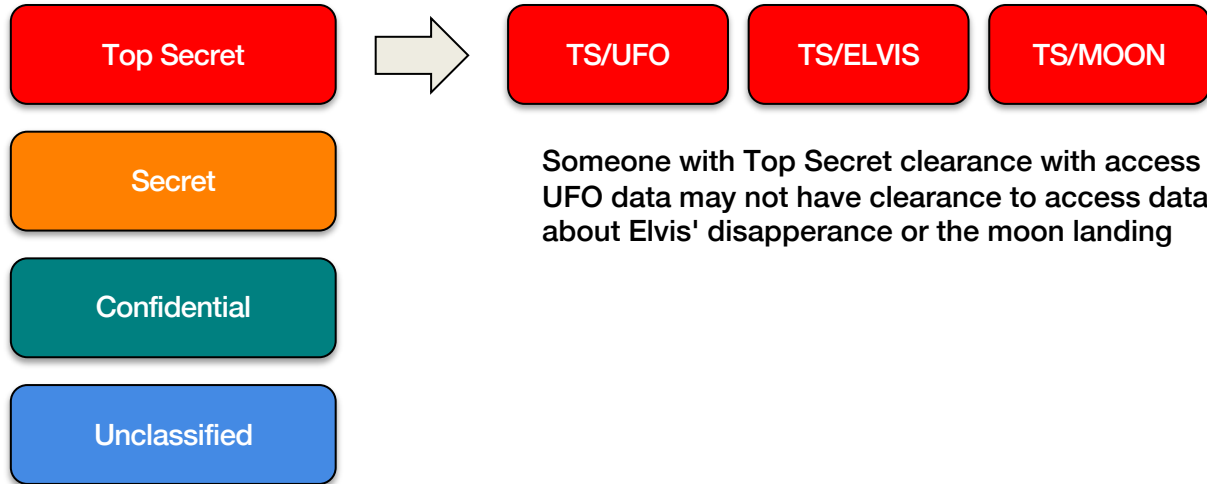 Top Secret
TS/UFO
TS/ELVIS
TS/MOON
Secret
Someone with Top Secret clearance with access
UFO data may not have clearance to access data
about Elvis' disapperance or the moon landing
Confidential
Unclassified